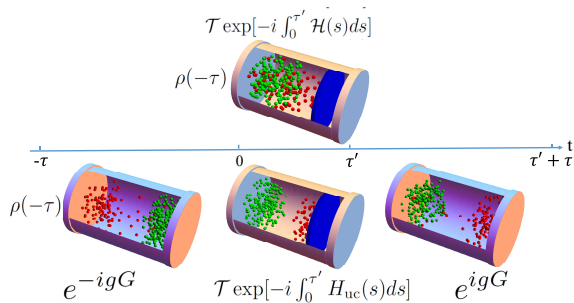 𝒯 exp[−i ∫₀^τ′ ℋ(s)ds]
ρ(−τ)
-τ 0 τ′ τ′ + τ t
ρ(−τ)
e^{−igG} 𝒯 exp[−i ∫₀^τ′ H_uc(s)ds] e^{igG}